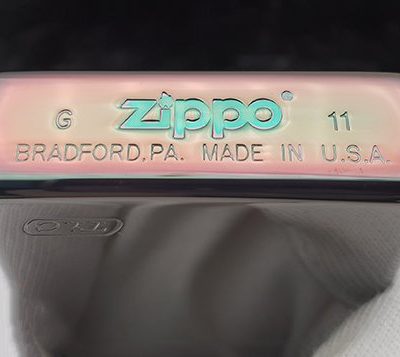 G zippo 11
BRADFORD,PA. MADE IN U.S.A.